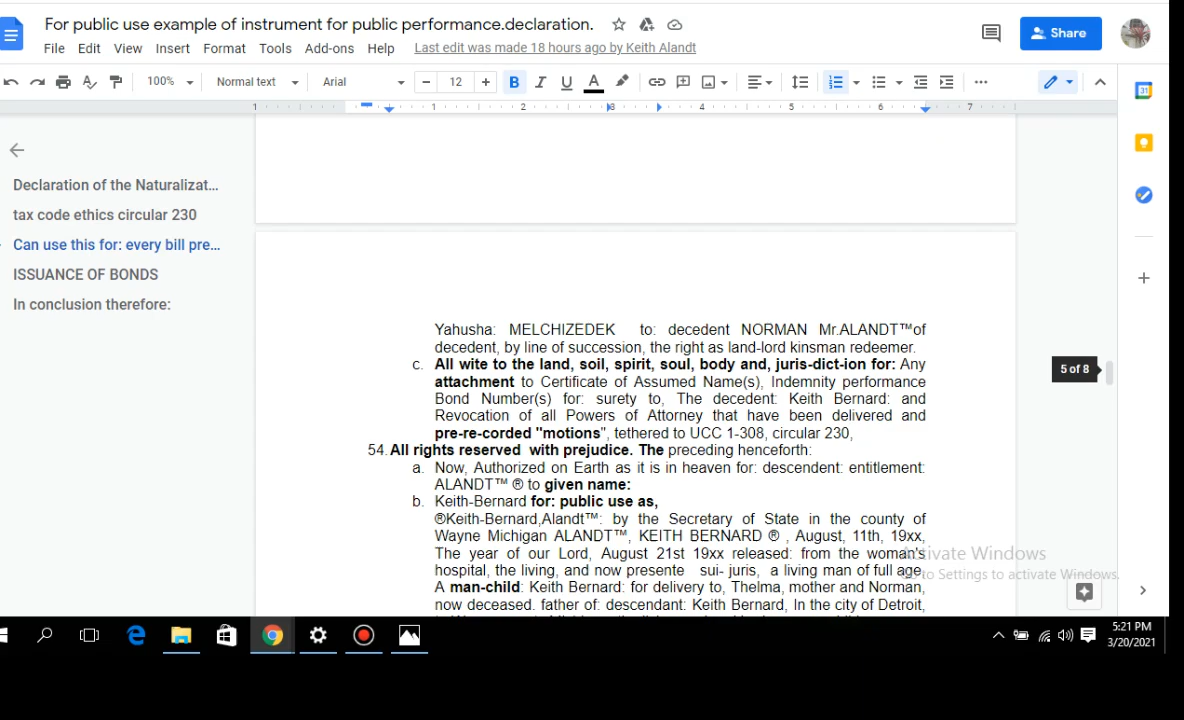 For public use example of instrument for public performance.declaration.
File Edit View Insert Format Tools Add-ons Help Last edit was made 18 hours ago by Keith Alandt
Share
100% Normal text Arial − 12 + B I U A
1 1 2 3 4 5 6 7
31
Declaration of the Naturalizat...
tax code ethics circular 230
Can use this for: every bill pre...
ISSUANCE OF BONDS
In conclusion therefore:
Yahusha: MELCHIZEDEK to: decedent NORMAN Mr.ALANDT™of
decedent, by line of succession, the right as land-lord kinsman redeemer.
c. All wite to the land, soil, spirit, soul, body and, juris-dict-ion for: Any
attachment to Certificate of Assumed Name(s), Indemnity performance
Bond Number(s) for: surety to, The decedent: Keith Bernard: and
Revocation of all Powers of Attorney that have been delivered and
pre-re-corded "motions", tethered to UCC 1-308, circular 230,
54. All rights reserved with prejudice. The preceding henceforth:
a. Now, Authorized on Earth as it is in heaven for: descendent: entitlement:
ALANDT™ ® to given name:
b. Keith-Bernard for: public use as,
®Keith-Bernard,Alandt™: by the Secretary of State in the county of
Wayne Michigan ALANDT™, KEITH BERNARD ® , August, 11th, 19xx,
The year of our Lord, August 21st 19xx released: from the woman's
hospital, the living, and now presente sui- juris, a living man of full age,
A man-child: Keith Bernard: for delivery to, Thelma, mother and Norman,
now deceased. father of: descendant: Keith Bernard, In the city of Detroit,
5 of 8
Activate Windows
Go to Settings to activate Windows.
5:21 PM
3/20/2021